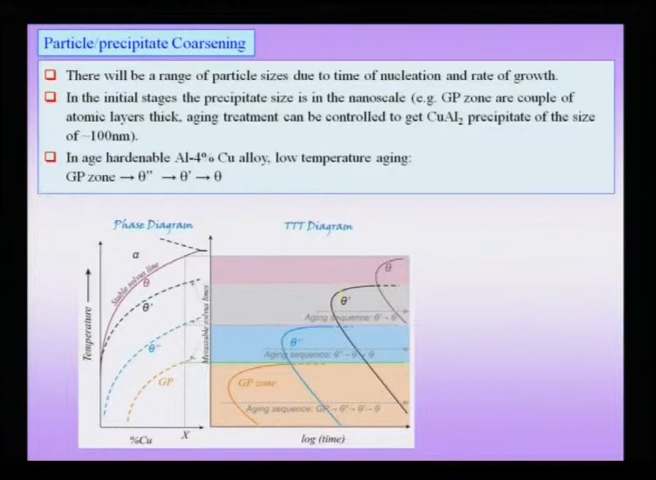 Particle/precipitate Coarsening
There will be a range of particle sizes due to time of nucleation and rate of growth.
In the initial stages the precipitate size is in the nanoscale (e.g. GP zone are couple of
atomic layers thick, aging treatment can be controlled to get CuAl₂ precipitate of the size
of ~100nm).
In age hardenable Al-4% Cu alloy, low temperature aging:
GP zone → θ'' → θ' → θ
Phase Diagram
TTT Diagram
α
Stable solvus line
θ
θ'
θ''
GP
Temperature
%Cu
X
Metastable solvus lines
θ
θ'
Aging sequence: θ'→θ
θ''
Aging sequence: θ''→θ'→θ
GP zone
Aging sequence: GP→θ''→θ'→θ
log (time)